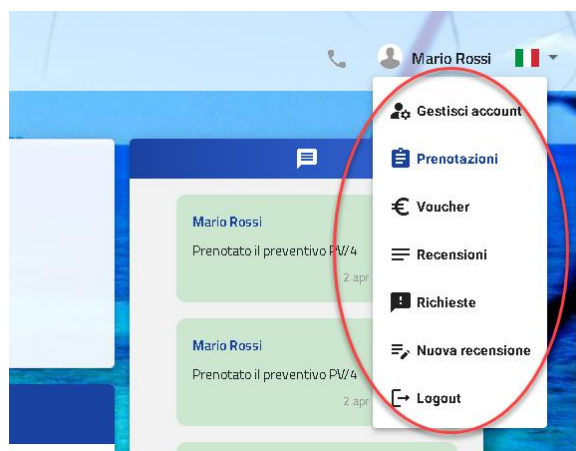 Mario Rossi
Gestisci account
Prenotazioni
Voucher
Recensioni
Richieste
Nuova recensione
Logout
Mario Rossi
Prenotato il preventivo PV/4
2 apr
Mario Rossi
Prenotato il preventivo PV/4
2 apr